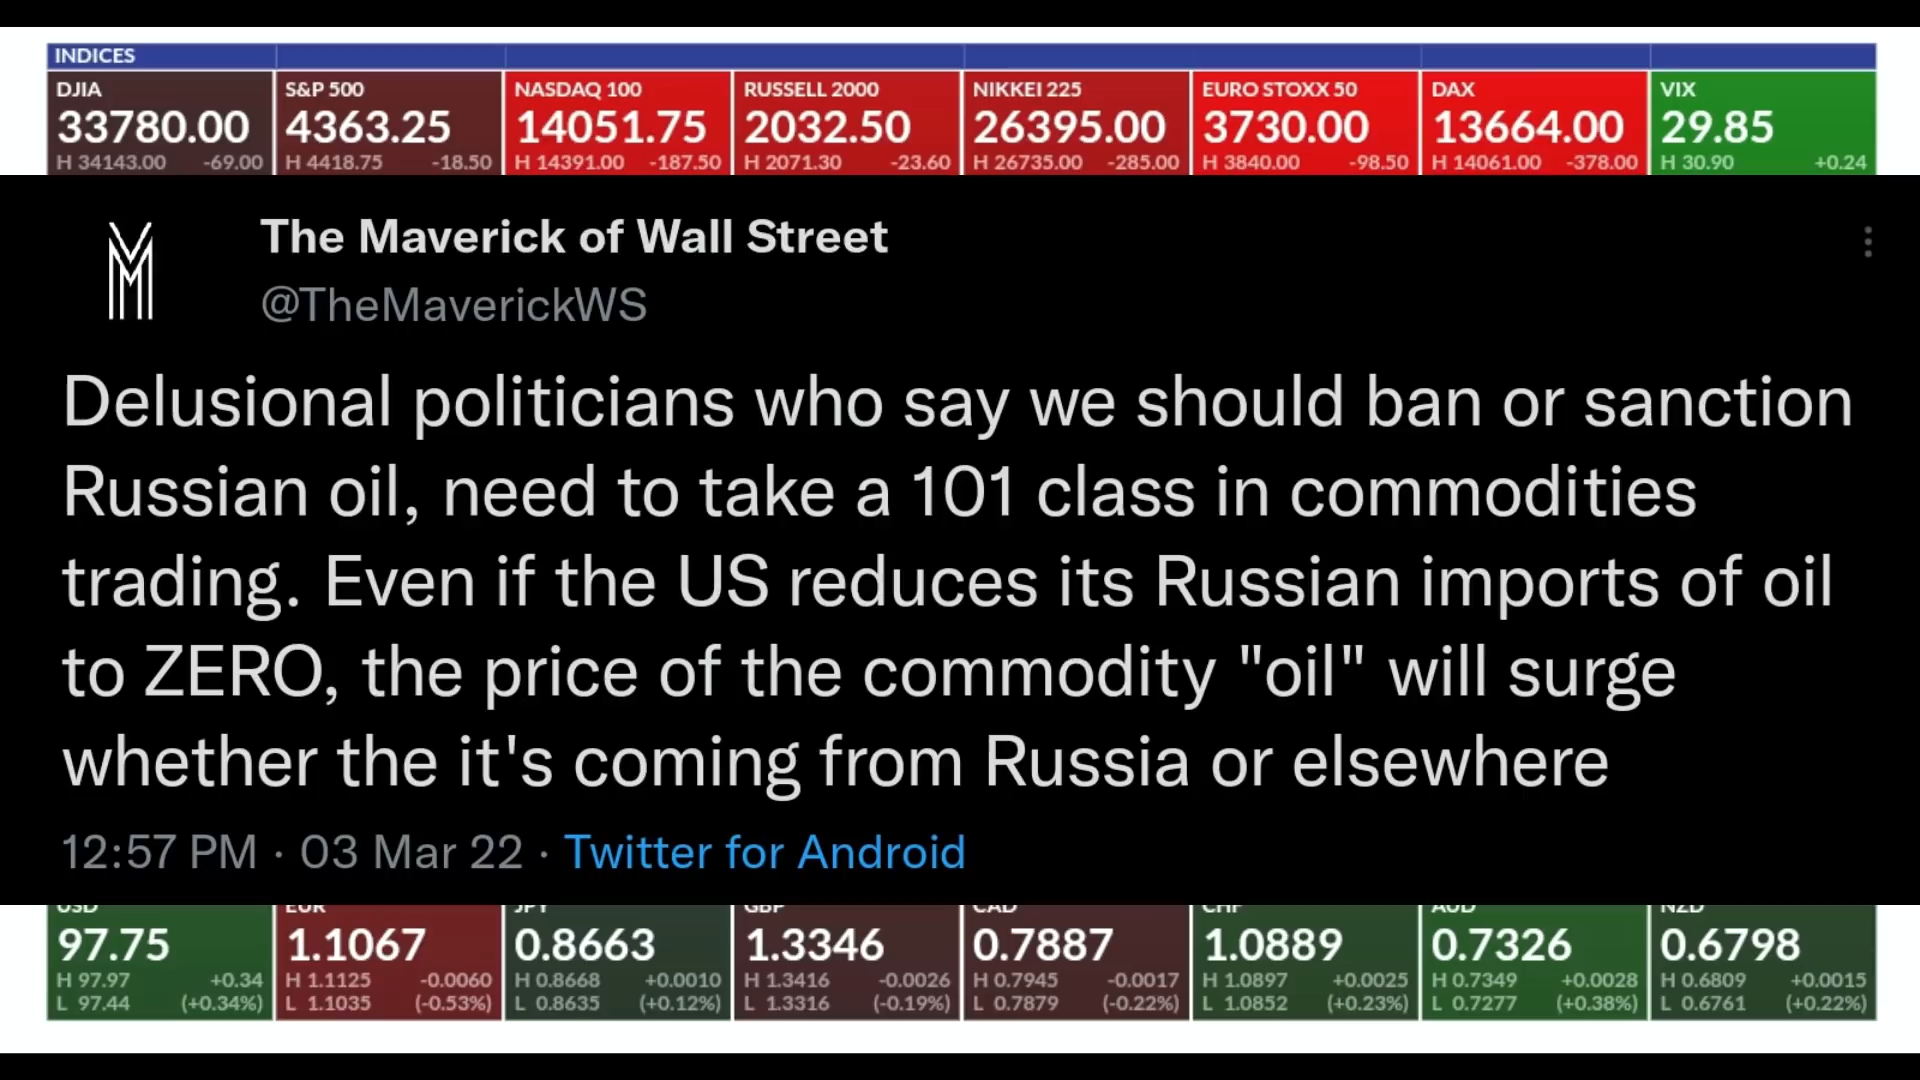 INDICES
DJIA S&P 500 NASDAQ 100 RUSSELL 2000 NIKKEI 225 EURO STOXX 50 DAX VIX
33780.00 4363.25 14051.75 2032.50 26395.00 3730.00 13664.00 29.85
H 34143.00 -69.00 H 4418.75 -18.50 H 14391.00 -187.50 H 2071.30 -23.60 H 26735.00 -285.00 H 3840.00 -98.50 H 14061.00 -378.00 H 30.90 +0.24
The Maverick of Wall Street
@TheMaverickWS
Delusional politicians who say we should ban or sanction
Russian oil, need to take a 101 class in commodities
trading. Even if the US reduces its Russian imports of oil
to ZERO, the price of the commodity "oil" will surge
whether the it's coming from Russia or elsewhere
12:57 PM · 03 Mar 22 · Twitter for Android
USD EUR JPY GBP CAD CHF AUD NZD
97.75 1.1067 0.8663 1.3346 0.7887 1.0889 0.7326 0.6798
H 97.97 +0.34 H 1.1125 -0.0060 H 0.8668 +0.0010 H 1.3416 -0.0026 H 0.7945 -0.0017 H 1.0897 +0.0025 H 0.7349 +0.0028 H 0.6809 +0.0015
L 97.44 (+0.34%) L 1.1035 (-0.53%) L 0.8635 (+0.12%) L 1.3316 (-0.19%) L 0.7879 (-0.22%) L 1.0852 (+0.23%) L 0.7277 (+0.38%) L 0.6761 (+0.22%)